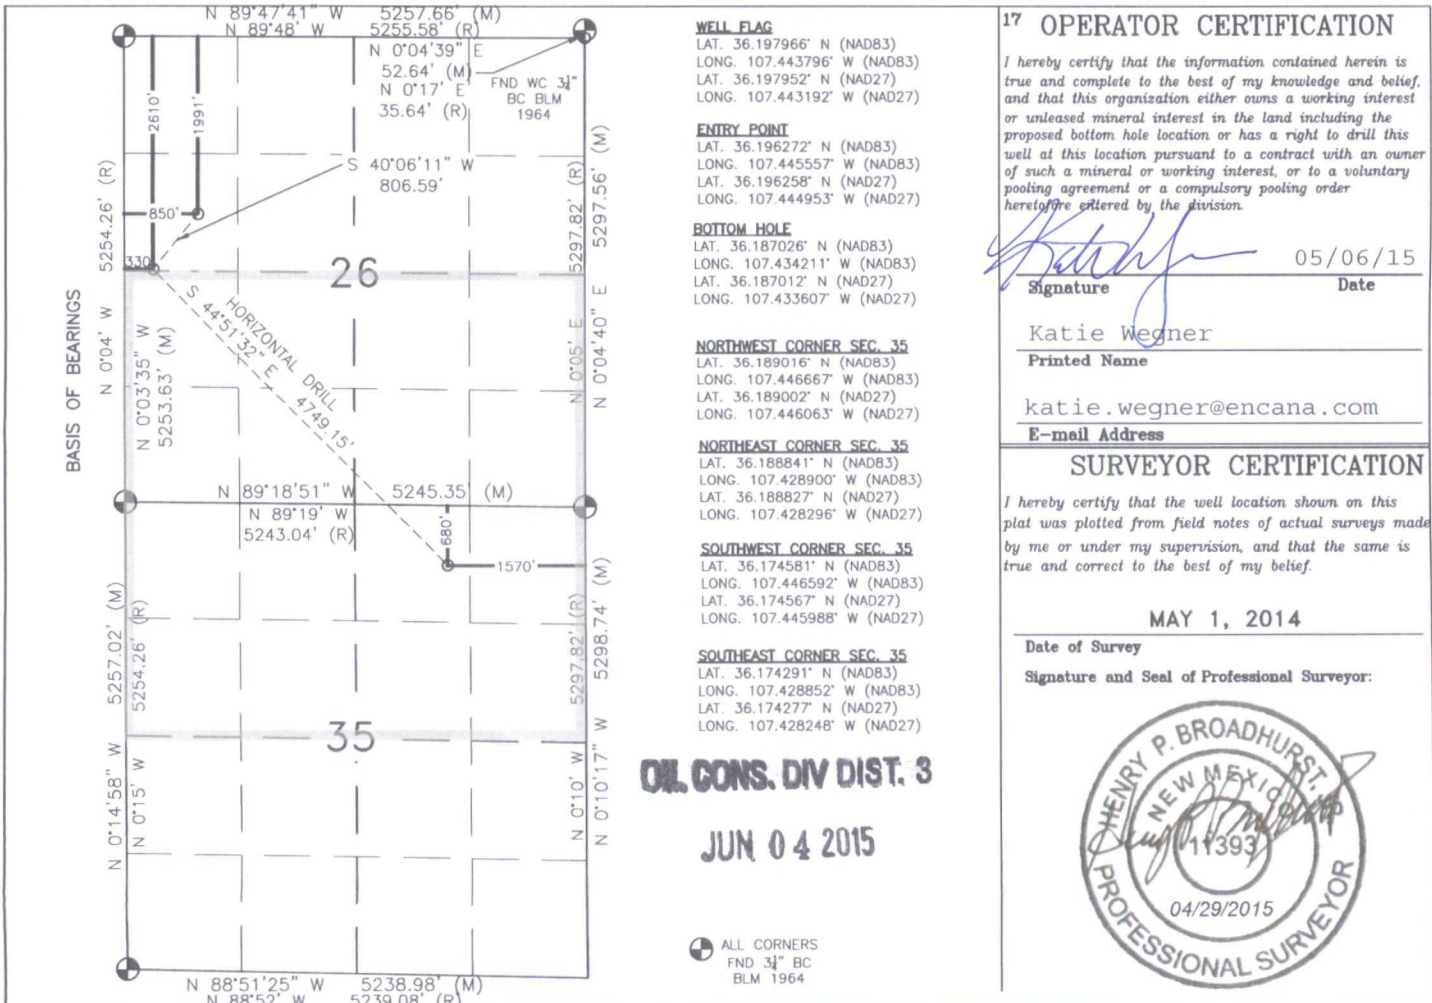 N 89°47'41" W 5257.66' (M)
N 89°48' W 5255.58' (R)
N 0°04'39" E
52.64' (M)
N 0°17' E
35.64' (R)
FND WC 3¼"
BC BLM
1964
2610'
1991'
S 40°06'11" W
806.59'
850'
330'
5254.26' (R)
N 0°04' W
BASIS OF BEARINGS
N 0°03'35" W
5253.63' (M)
5297.82' (R)
N 0°05' E
5297.56' (M)
N 0°04'40" E
26
HORIZONTAL DRILL
S 44°51'32" E 4749.15'
N 89°18'51" W 5245.35' (M)
N 89°19' W
5243.04' (R)
680'
1570'
5257.02' (M)
N 0°14'58" W
5254.26' (R)
N 0°15' W
5297.82' (R)
N 0°10' W
5298.74' (M)
N 0°10'17" W
35
N 88°51'25" W 5238.98' (M)
N 88°52' W 5239.08' (R)
WELL FLAG
LAT. 36.197966° N (NAD83)
LONG. 107.443796° W (NAD83)
LAT. 36.197952° N (NAD27)
LONG. 107.443192° W (NAD27)
ENTRY POINT
LAT. 36.196272° N (NAD83)
LONG. 107.445557° W (NAD83)
LAT. 36.196258° N (NAD27)
LONG. 107.444953° W (NAD27)
BOTTOM HOLE
LAT. 36.187026° N (NAD83)
LONG. 107.434211° W (NAD83)
LAT. 36.187012° N (NAD27)
LONG. 107.433607° W (NAD27)
NORTHWEST CORNER SEC. 35
LAT. 36.189016° N (NAD83)
LONG. 107.446667° W (NAD83)
LAT. 36.189002° N (NAD27)
LONG. 107.446063° W (NAD27)
NORTHEAST CORNER SEC. 35
LAT. 36.188841° N (NAD83)
LONG. 107.428900° W (NAD83)
LAT. 36.188827° N (NAD27)
LONG. 107.428296° W (NAD27)
SOUTHWEST CORNER SEC. 35
LAT. 36.174581° N (NAD83)
LONG. 107.446592° W (NAD83)
LAT. 36.174567° N (NAD27)
LONG. 107.445988° W (NAD27)
SOUTHEAST CORNER SEC. 35
LAT. 36.174291° N (NAD83)
LONG. 107.428852° W (NAD83)
LAT. 36.174277° N (NAD27)
LONG. 107.428248° W (NAD27)
OIL CONS. DIV DIST. 3
JUN 04 2015
ALL CORNERS
FND 3¼" BC
BLM 1964
17 OPERATOR CERTIFICATION
I hereby certify that the information contained herein is
true and complete to the best of my knowledge and belief,
and that this organization either owns a working interest
or unleased mineral interest in the land including the
proposed bottom hole location or has a right to drill this
well at this location pursuant to a contract with an owner
of such a mineral or working interest, or to a voluntary
pooling agreement or a compulsory pooling order
heretofore entered by the division.
05/06/15
Signature Date
Katie Wegner
Printed Name
katie.wegner@encana.com
E-mail Address
SURVEYOR CERTIFICATION
I hereby certify that the well location shown on this
plat was plotted from field notes of actual surveys made
by me or under my supervision, and that the same is
true and correct to the best of my belief.
MAY 1, 2014
Date of Survey
Signature and Seal of Professional Surveyor:
HENRY P. BROADHURST,
NEW MEXICO
11393
04/29/2015
PROFESSIONAL SURVEYOR